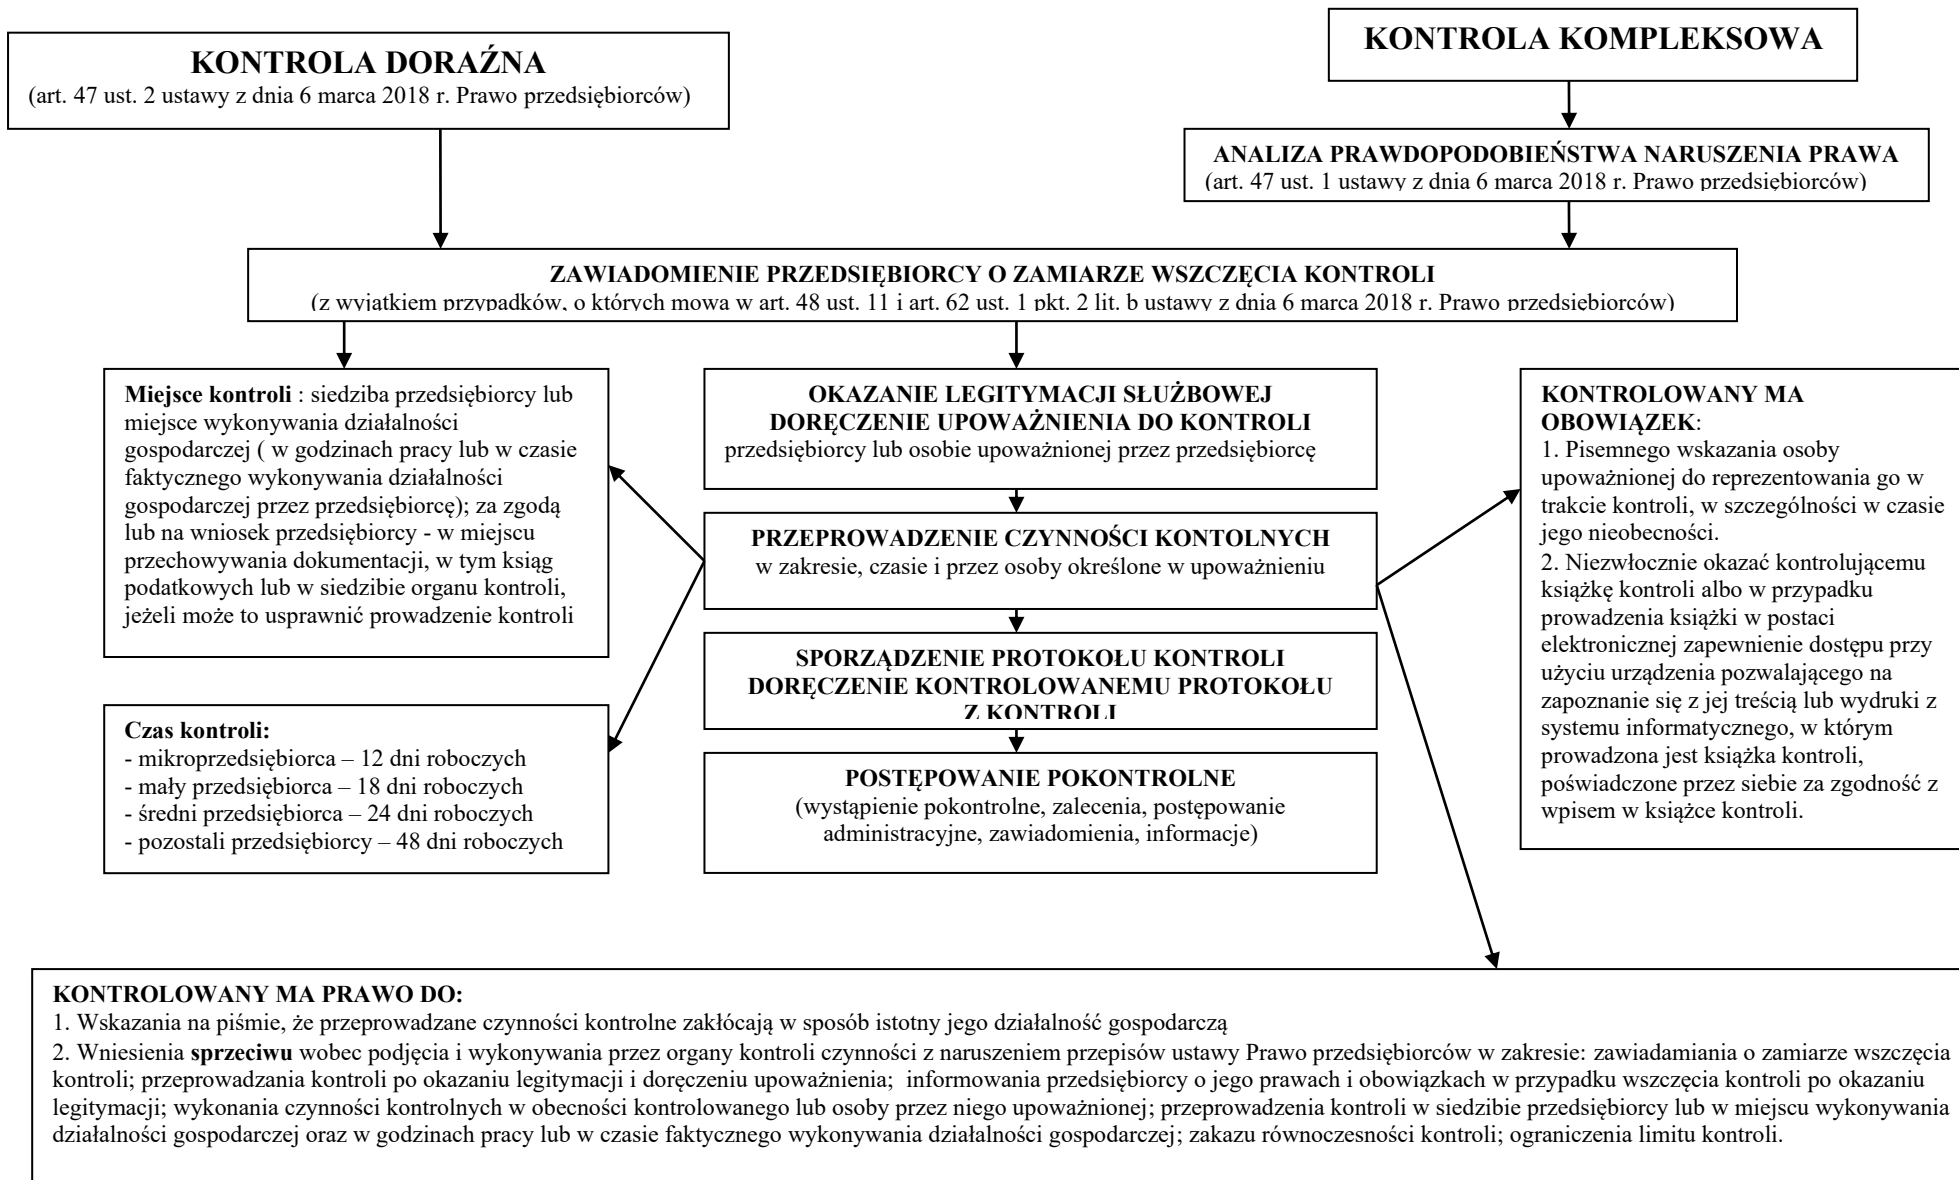 KONTROLA DORAŹNA
(art. 47 ust. 2 ustawy z dnia 6 marca 2018 r. Prawo przedsiębiorców)
KONTROLA KOMPLEKSOWA
ANALIZA PRAWDOPODOBIEŃSTWA NARUSZENIA PRAWA
(art. 47 ust. 1 ustawy z dnia 6 marca 2018 r. Prawo przedsiębiorców)
ZAWIADOMIENIE PRZEDSIĘBIORCY O ZAMIARZE WSZCZĘCIA KONTROLI
(z wyjątkiem przypadków, o których mowa w art. 48 ust. 11 i art. 62 ust. 1 pkt. 2 lit. b ustawy z dnia 6 marca 2018 r. Prawo przedsiębiorców)
Miejsce kontroli : siedziba przedsiębiorcy lub
miejsce wykonywania działalności
gospodarczej ( w godzinach pracy lub w czasie
faktycznego wykonywania działalności
gospodarczej przez przedsiębiorcę); za zgodą
lub na wniosek przedsiębiorcy - w miejscu
przechowywania dokumentacji, w tym ksiąg
podatkowych lub w siedzibie organu kontroli,
jeżeli może to usprawnić prowadzenie kontroli
Czas kontroli:
- mikroprzedsiębiorca – 12 dni roboczych
- mały przedsiębiorca – 18 dni roboczych
- średni przedsiębiorca – 24 dni roboczych
- pozostali przedsiębiorcy – 48 dni roboczych
OKAZANIE LEGITYMACJI SŁUŻBOWEJ
DORĘCZENIE UPOWAŻNIENIA DO KONTROLI
przedsiębiorcy lub osobie upoważnionej przez przedsiębiorcę
PRZEPROWADZENIE CZYNNOŚCI KONTOLNYCH
w zakresie, czasie i przez osoby określone w upoważnieniu
SPORZĄDZENIE PROTOKOŁU KONTROLI
DORĘCZENIE KONTROLOWANEMU PROTOKOŁU
Z KONTROLI
POSTĘPOWANIE POKONTROLNE
(wystąpienie pokontrolne, zalecenia, postępowanie
administracyjne, zawiadomienia, informacje)
KONTROLOWANY MA
OBOWIĄZEK:
1. Pisemnego wskazania osoby
upoważnionej do reprezentowania go w
trakcie kontroli, w szczególności w czasie
jego nieobecności.
2. Niezwłocznie okazać kontrolującemu
książkę kontroli albo w przypadku
prowadzenia książki w postaci
elektronicznej zapewnienie dostępu przy
użyciu urządzenia pozwalającego na
zapoznanie się z jej treścią lub wydruki z
systemu informatycznego, w którym
prowadzona jest książka kontroli,
poświadczone przez siebie za zgodność z
wpisem w książce kontroli.
KONTROLOWANY MA PRAWO DO:
1. Wskazania na piśmie, że przeprowadzane czynności kontrolne zakłócają w sposób istotny jego działalność gospodarczą
2. Wniesienia sprzeciwu wobec podjęcia i wykonywania przez organy kontroli czynności z naruszeniem przepisów ustawy Prawo przedsiębiorców w zakresie: zawiadamiania o zamiarze wszczęcia
kontroli; przeprowadzania kontroli po okazaniu legitymacji i doręczeniu upoważnienia;  informowania przedsiębiorcy o jego prawach i obowiązkach w przypadku wszczęcia kontroli po okazaniu
legitymacji; wykonania czynności kontrolnych w obecności kontrolowanego lub osoby przez niego upoważnionej; przeprowadzenia kontroli w siedzibie przedsiębiorcy lub w miejscu wykonywania
działalności gospodarczej oraz w godzinach pracy lub w czasie faktycznego wykonywania działalności gospodarczej; zakazu równoczesności kontroli; ograniczenia limitu kontroli.